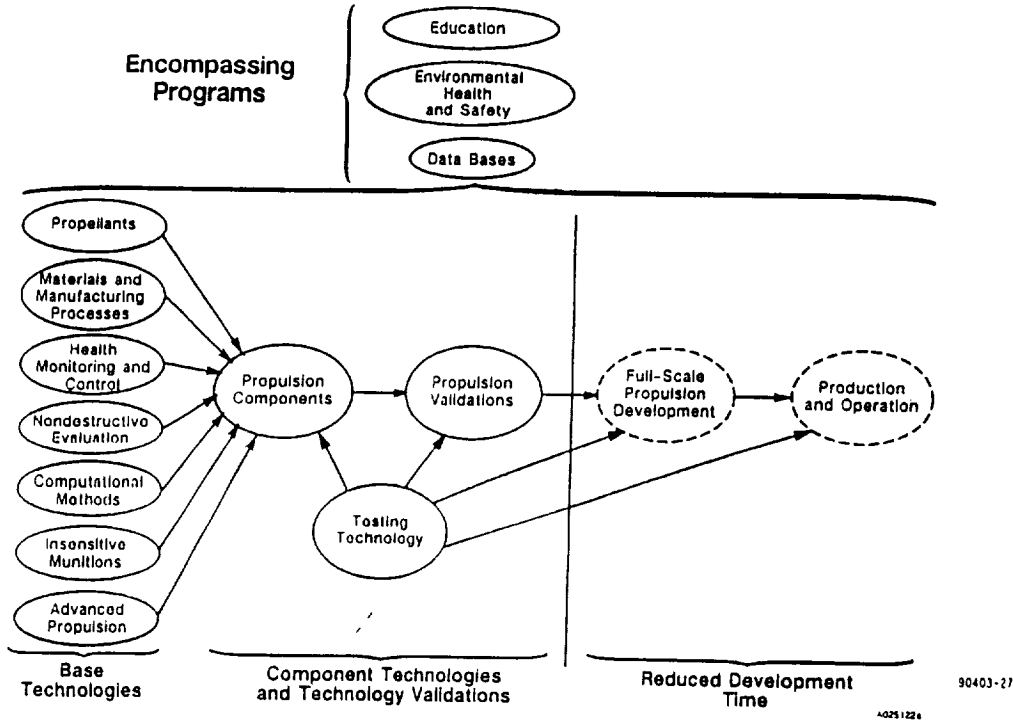 Encompassing
Programs
Education
Environmental
Health
and Safety
Data Bases
Propellants
Materials and
Manufacturing
Processes
Health
Monitoring and
Control
Nondestructive
Evaluation
Computational
Methods
Insensitive
Munitions
Advanced
Propulsion
Propulsion
Components
Propulsion
Validations
Testing
Technology
Full-Scale
Propulsion
Development
Production
and Operation
Base
Technologies
Component Technologies
and Technology Validations
Reduced Development
Time
90403-27